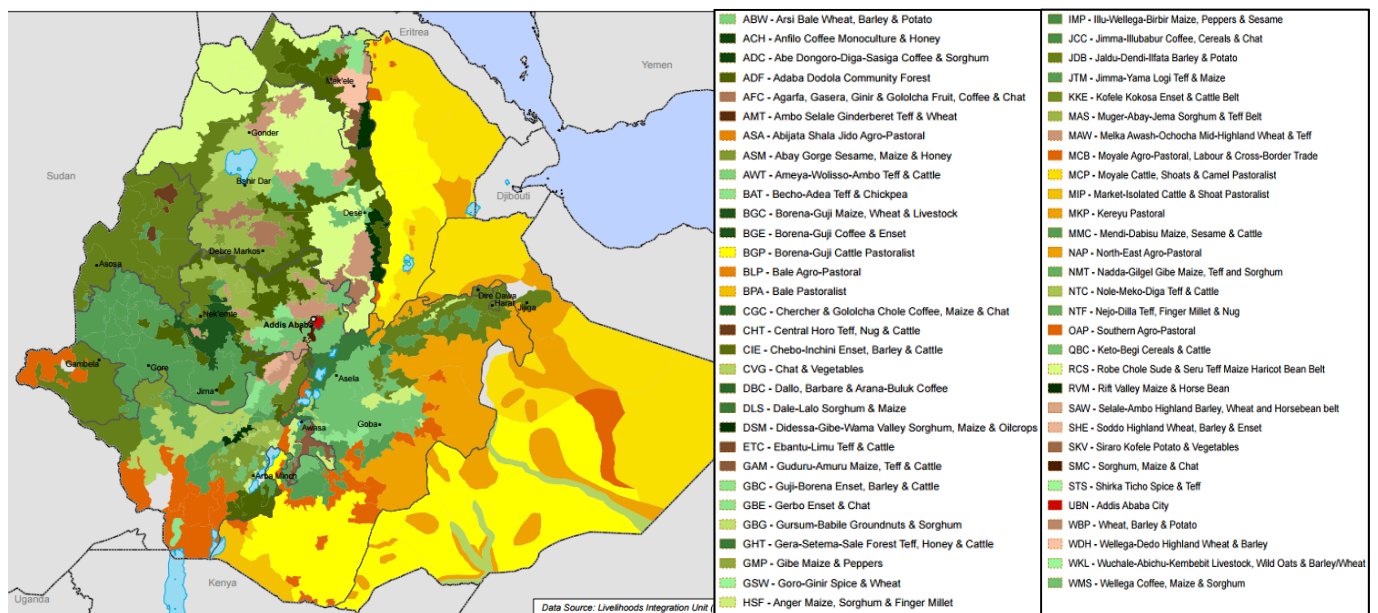 Eritrea
Yemen
Mek'ele
Gonder
Sudan
Bahir Dar
Djibouti
Dese
Debre Markos
Asosa
Dire Dawa
Harar
Jijiga
Nek'emte
Addis Ababa
Gambela
Gore
Asela
Jima
Awasa
Goba
Arba Minch
Kenya
Uganda
Data Source: Livelihoods Integration Unit (
ABW - Arsi Bale Wheat, Barley & Potato
ACH - Anfilo Coffee Monoculture & Honey
ADC - Abe Dongoro-Diga-Sasiga Coffee & Sorghum
ADF - Adaba Dodola Community Forest
AFC - Agarfa, Gasera, Ginir & Gololcha Fruit, Coffee & Chat
AMT - Ambo Selale Ginderberet Teff & Wheat
ASA - Abijata Shala Jido Agro-Pastoral
ASM - Abay Gorge Sesame, Maize & Honey
AWT - Ameya-Wolisso-Ambo Teff & Cattle
BAT - Becho-Adea Teff & Chickpea
BGC - Borena-Guji Maize, Wheat & Livestock
BGE - Borena-Guji Coffee & Enset
BGP - Borena-Guji Cattle Pastoralist
BLP - Bale Agro-Pastoral
BPA - Bale Pastoralist
CGC - Chercher & Gololcha Chole Coffee, Maize & Chat
CHT - Central Horo Teff, Nug & Cattle
CIE - Chebo-Inchini Enset, Barley & Cattle
CVG - Chat & Vegetables
DBC - Dallo, Barbare & Arana-Buluk Coffee
DLS - Dale-Lalo Sorghum & Maize
DSM - Didessa-Gibe-Wama Valley Sorghum, Maize & Oilcrops
ETC - Ebantu-Limu Teff & Cattle
GAM - Guduru-Amuru Maize, Teff & Cattle
GBC - Guji-Borena Enset, Barley & Cattle
GBE - Gerbo Enset & Chat
GBG - Gursum-Babile Groundnuts & Sorghum
GHT - Gera-Setema-Sale Forest Teff, Honey & Cattle
GMP - Gibe Maize & Peppers
GSW - Goro-Ginir Spice & Wheat
HSF - Anger Maize, Sorghum & Finger Millet
IMP - Illu-Wellega-Birbir Maize, Peppers & Sesame
JCC - Jimma-Illubabur Coffee, Cereals & Chat
JDB - Jaldu-Dendi-Ilfata Barley & Potato
JTM - Jimma-Yama Logi Teff & Maize
KKE - Kofele Kokosa Enset & Cattle Belt
MAS - Muger-Abay-Jema Sorghum & Teff Belt
MAW - Melka Awash-Ochocha Mid-Highland Wheat & Teff
MCB - Moyale Agro-Pastoral, Labour & Cross-Border Trade
MCP - Moyale Cattle, Shoats & Camel Pastoralist
MIP - Market-Isolated Cattle & Shoat Pastoralist
MKP - Kereyu Pastoral
MMC - Mendi-Dabisu Maize, Sesame & Cattle
NAP - North-East Agro-Pastoral
NMT - Nadda-Gilgel Gibe Maize, Teff and Sorghum
NTC - Nole-Meko-Diga Teff & Cattle
NTF - Nejo-Dilla Teff, Finger Millet & Nug
OAP - Southern Agro-Pastoral
QBC - Keto-Begi Cereals & Cattle
RCS - Robe Chole Sude & Seru Teff Maize Haricot Bean Belt
RVM - Rift Valley Maize & Horse Bean
SAW - Selale-Ambo Highland Barley, Wheat and Horsebean belt
SHE - Soddo Highland Wheat, Barley & Enset
SKV - Siraro Kofele Potato & Vegetables
SMC - Sorghum, Maize & Chat
STS - Shirka Ticho Spice & Teff
UBN - Addis Ababa City
WBP - Wheat, Barley & Potato
WDH - Wellega-Dedo Highland Wheat & Barley
WKL - Wuchale-Abichu-Kembebit Livestock, Wild Oats & Barley/Wheat
WMS - Wellega Coffee, Maize & Sorghum